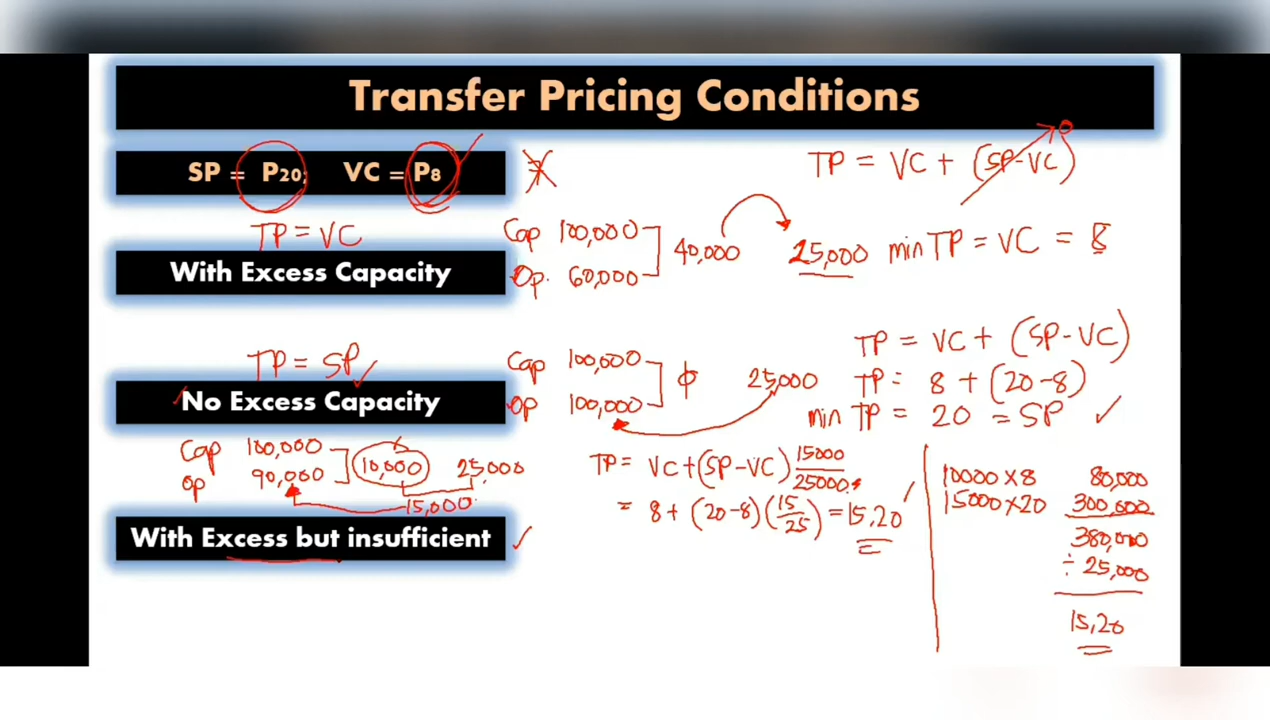 Transfer Pricing Conditions
SP = P20; VC = P8
TP = VC + (SP-VC) 0
TP = VC
Cap 100,000
40,000
25,000 min TP = VC = 8
With Excess Capacity
Op. 60,000
TP = SP
Cap 100,000
TP = VC + (SP-VC)
No Excess Capacity
Op 100,000
ϕ
25,000
TP = 8 + (20-8)
min TP = 20 = SP
Cap 100,000
Op 90,000
10,000
25,000
15,000
TP = VC+(SP-VC) 15000
25000
= 8+ (20-8)(15/25) = 15.20
10000 x 8 80,000
15000 x 20 300,000
380,000
÷ 25,000
15.20
With Excess but insufficient